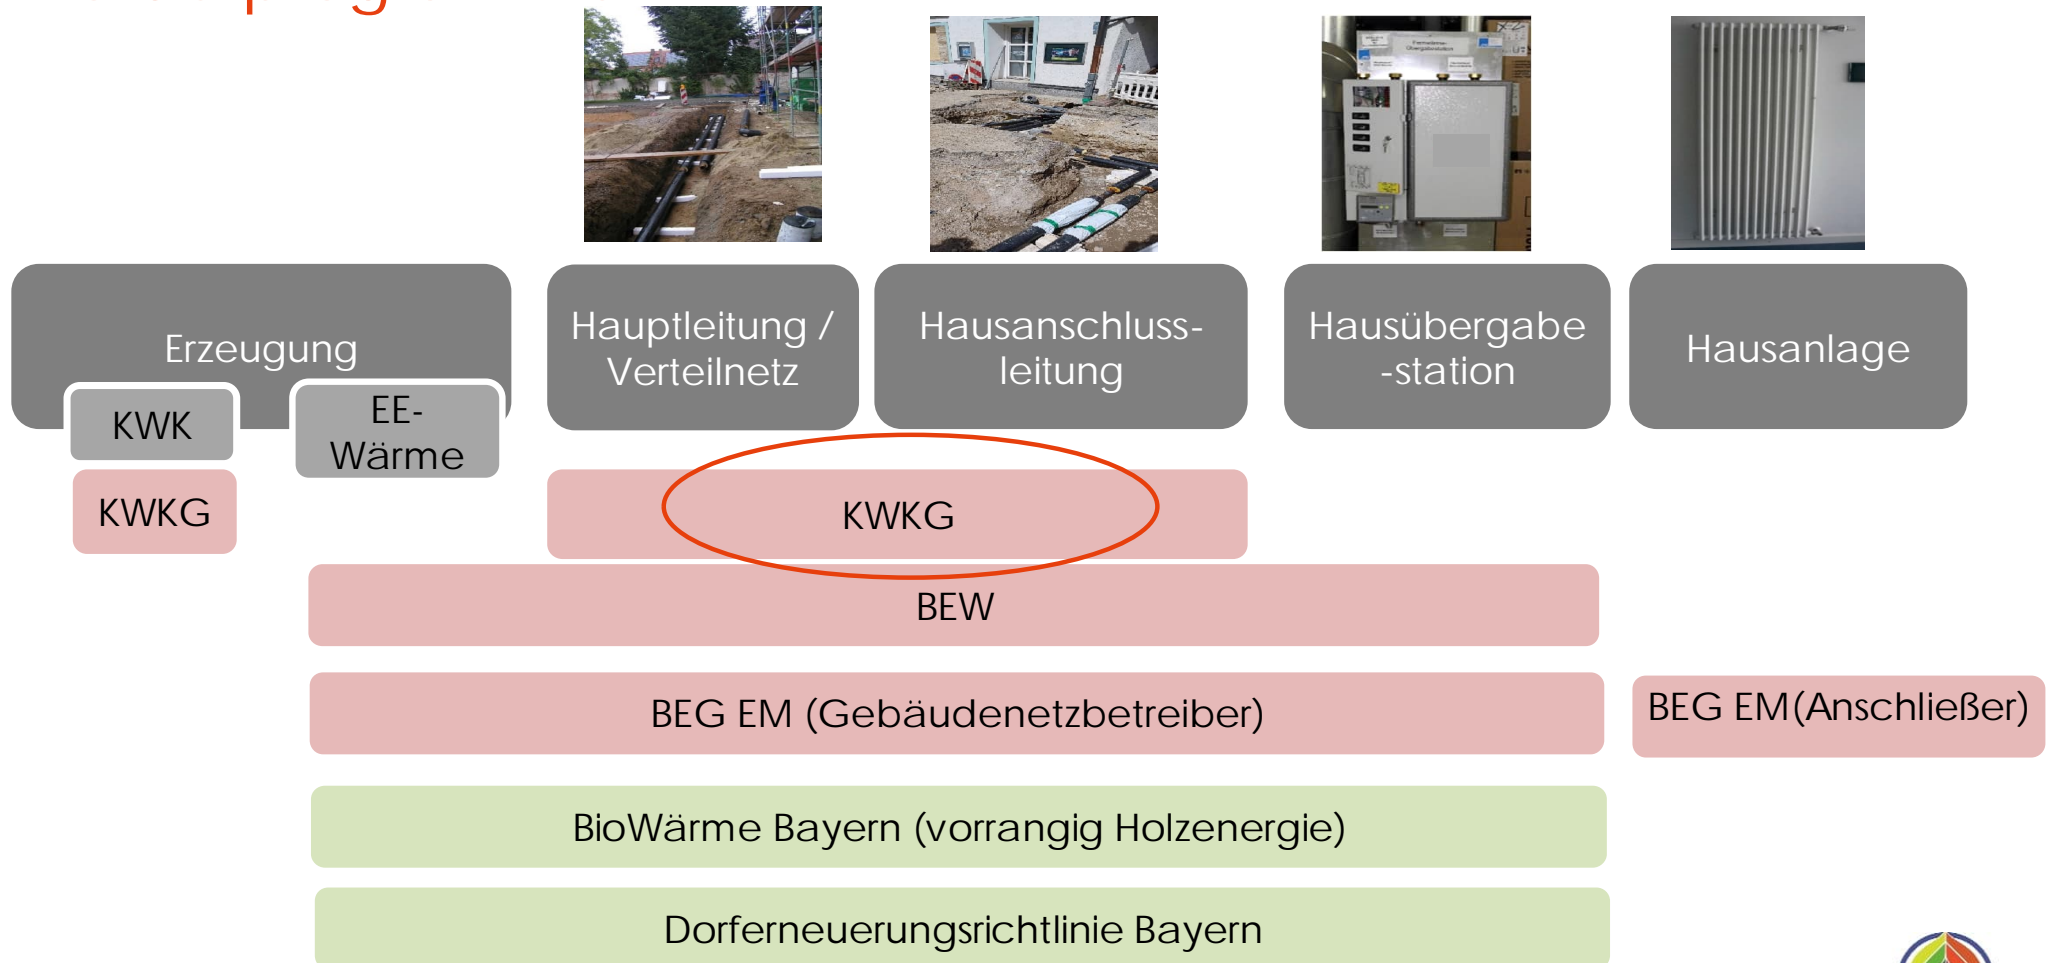 Erzeugung
KWK
EE-
Wärme
KWKG
Hauptleitung /
Verteilnetz
Hausanschluss-
leitung
Hausübergabe
-station
Hausanlage
KWKG
BEW
BEG EM (Gebäudenetzbetreiber)
BEG EM(Anschließer)
BioWärme Bayern (vorrangig Holzenergie)
Dorferneuerungsrichtlinie Bayern